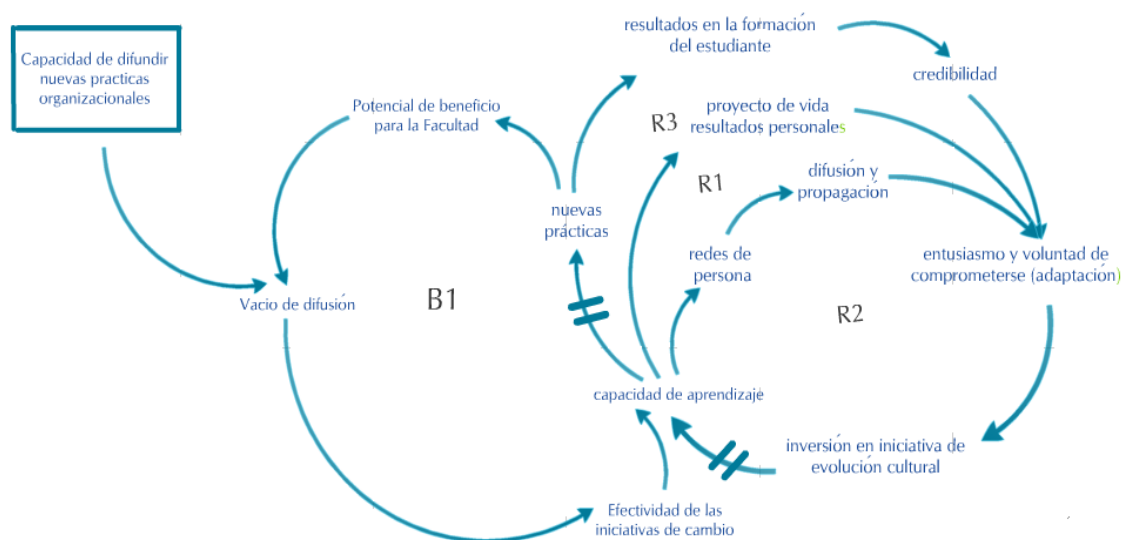 Capacidad de difundir
nuevas practicas
organizacionales
Potencial de beneficio
para la Facultad
resultados en la formación
del estudiante
credibilidad
R3
proyecto de vida
resultados personales
R1
difusión y
propagación
nuevas
prácticas
redes de
persona
entusiasmo y voluntad de
comprometerse (adaptación)
Vacio de difusión
B1
R2
capacidad de aprendizaje
inversión en iniciativa de
evolución cultural
Efectividad de las
iniciativas de cambio